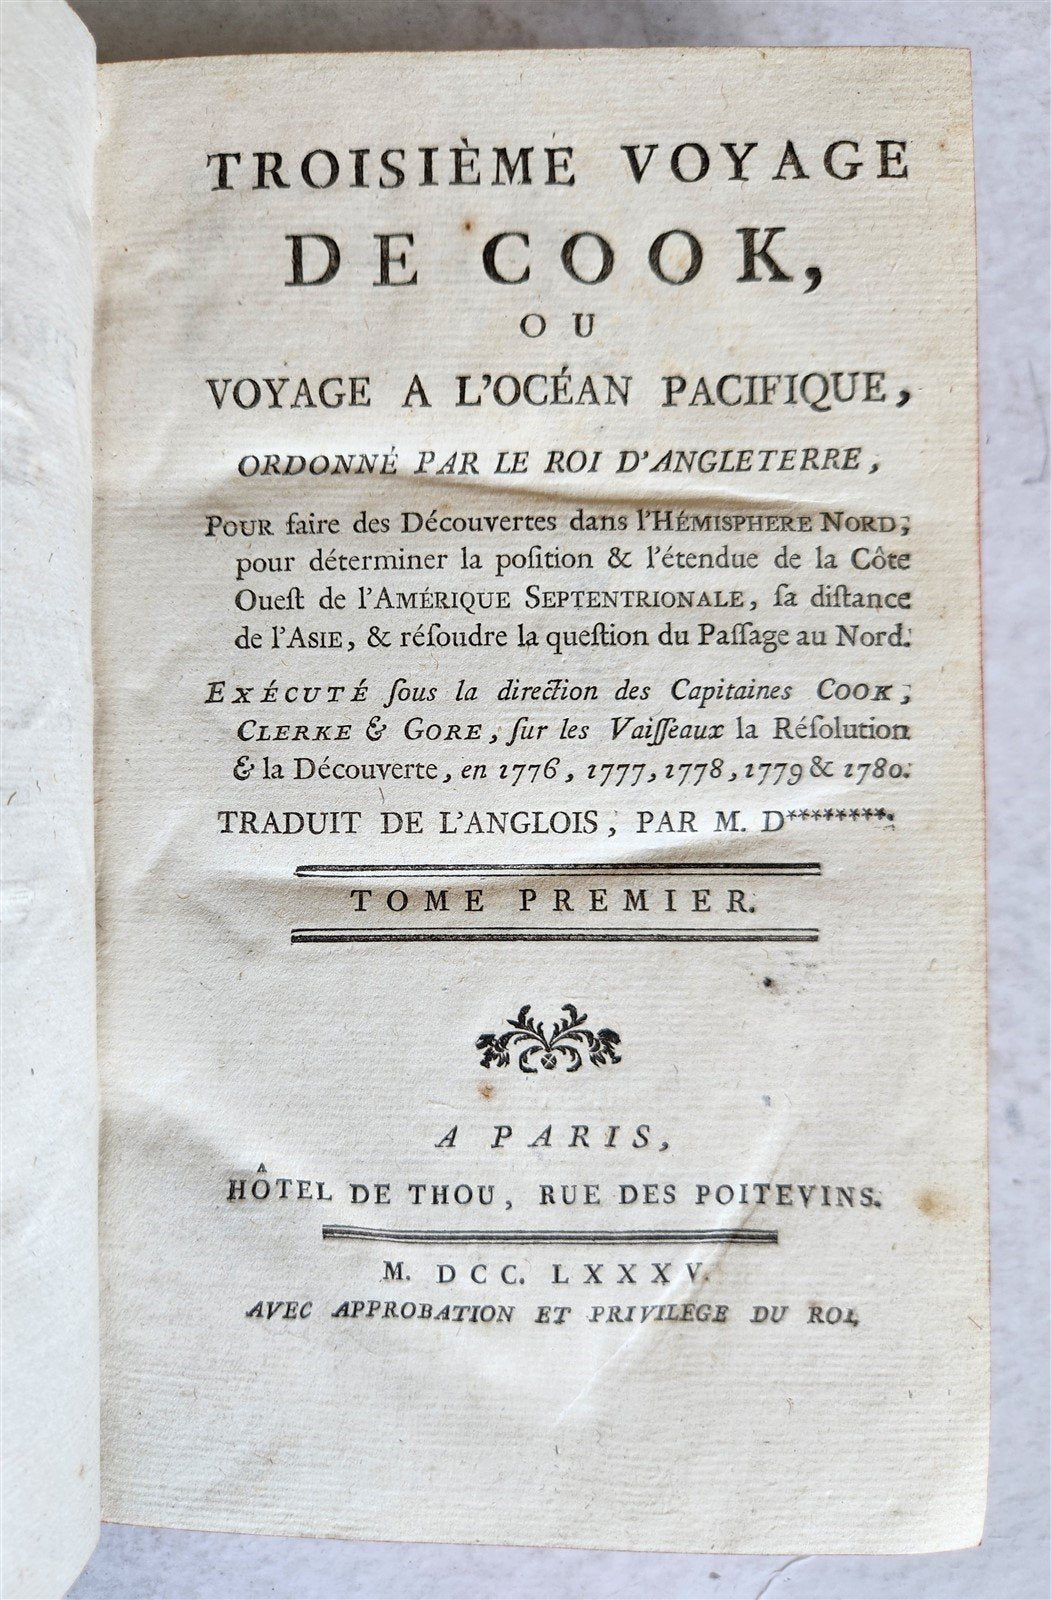 TROISIÈME VOYAGE
DE COOK,
OU
VOYAGE A L'OCÉAN PACIFIQUE,
ORDONNÉ PAR LE ROI D'ANGLETERRE,
POUR faire des Découvertes dans l'HÉMISPHERE NORD,
pour déterminer la poſition & l'étendue de la Côte
Oueſt de l'AMÉRIQUE SEPTENTRIONALE, ſa diſtance
de l'ASIE, & réſoudre la queſtion du Paſſage au Nord.
EXÉCUTÉ ſous la direction des Capitaines COOK,
CLERKE & GORE, ſur les Vaiſſeaux la Réſolution
& la Découverte, en 1776, 1777, 1778, 1779 & 1780.
TRADUIT DE L'ANGLOIS, PAR M. D********.
TOME PREMIER.
A PARIS,
HÔTEL DE THOU, RUE DES POITEVINS.
M. DCC. LXXXV.
AVEC APPROBATION ET PRIVILEGE DU ROI.